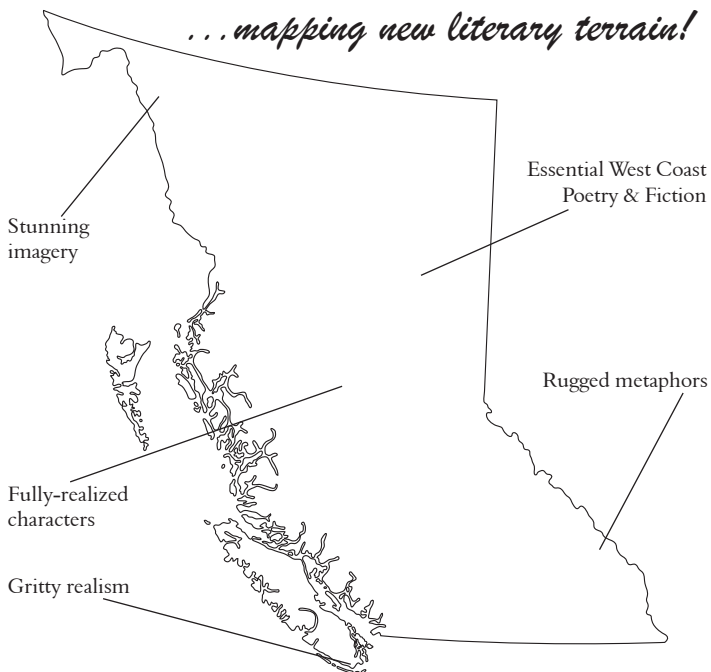 ...mapping new literary terrain!
Essential West Coast
Poetry & Fiction
Stunning
imagery
Rugged metaphors
Fully-realized
characters
Gritty realism